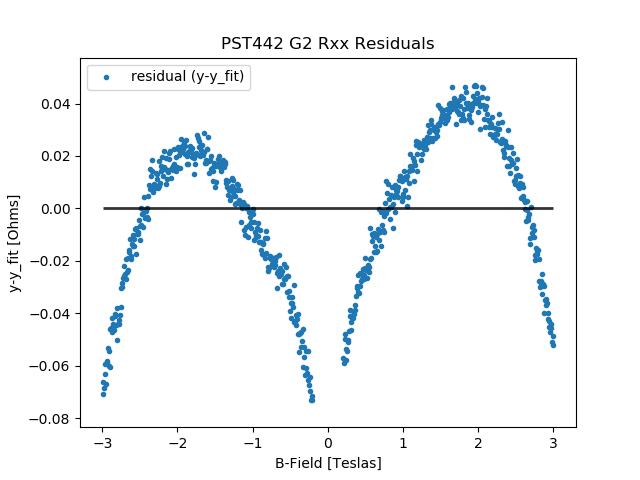 PST442 G2 Rxx Residuals
residual (y-y_fit)
0.04
0.02
0.00
−0.02
−0.04
−0.06
−0.08
y-y_fit [Ohms]
−3 −2 −1 0 1 2 3
B-Field [Teslas]